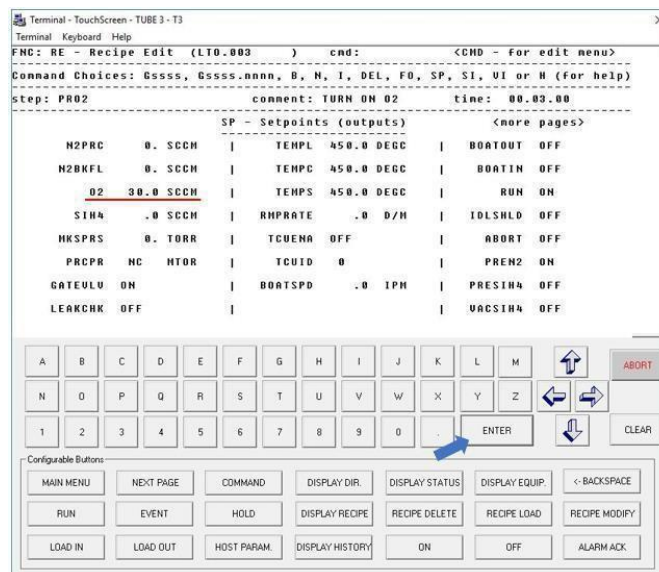 Terminal - TouchScreen - TUBE 3 - T3
Terminal Keyboard Help
FNC: RE - Recipe Edit (LTO.003 ) cmd: <CMD - for edit menu>
Command Choices: Gssss, Gssss.nnnn, B, N, I, DEL, FO, SP, SI, VI or H (for help)
step: PRO2 comment: TURN ON O2 time: 00.03.00
SP - Setpoints (outputs) <more pages>
N2PRC 0. SCCM | TEMPL 450.0 DEGC | BOATOUT OFF
N2BKFL 0. SCCM | TEMPC 450.0 DEGC | BOATIN OFF
O2 30.0 SCCM | TEMPS 450.0 DEGC | RUN ON
SIH4 .0 SCCM | RMPRATE .0 D/M | IDLSHLD OFF
MKSPRS 0. TORR | TCVENA OFF | ABORT OFF
PRCPR NC MTOR | TCVID 0 | PREN2 ON
GATEVLV ON | BOATSPD .0 IPM | PRESIH4 OFF
LEAKCHK OFF | | VACSIH4 OFF
A B C D E F G H I J K L M ABORT
N O P Q R S T U V W X Y Z
1 2 3 4 5 6 7 8 9 0 . ENTER CLEAR
Configurable Buttons
MAIN MENU NEXT PAGE COMMAND DISPLAY DIR. DISPLAY STATUS DISPLAY EQUIP. <- BACKSPACE
RUN EVENT HOLD DISPLAY RECIPE RECIPE DELETE RECIPE LOAD RECIPE MODIFY
LOAD IN LOAD OUT HOST PARAM. DISPLAY HISTORY ON OFF ALARM ACK